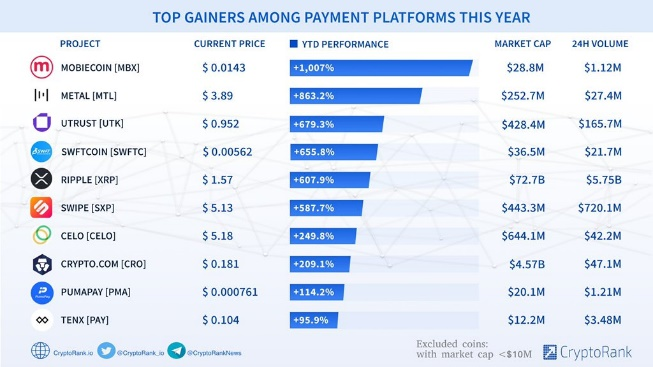 TOP GAINERS AMONG PAYMENT PLATFORMS THIS YEAR
PROJECT CURRENT PRICE YTD PERFORMANCE MARKET CAP 24H VOLUME
MOBIECOIN [MBX] $ 0.0143 +1,007% $28.8M $1.12M
METAL [MTL] $ 3.89 +863.2% $252.7M $27.4M
UTRUST [UTK] $ 0.952 +679.3% $428.4M $165.7M
SWFTCOIN [SWFTC] $ 0.00562 +655.8% $36.5M $21.7M
RIPPLE [XRP] $ 1.57 +607.9% $72.7B $5.75B
SWIPE [SXP] $ 5.13 +587.7% $443.3M $720.1M
CELO [CELO] $ 5.18 +249.8% $644.1M $42.2M
CRYPTO.COM [CRO] $ 0.181 +209.1% $4.57B $47.1M
PUMAPAY [PMA] $ 0.000761 +114.2% $20.1M $1.21M
TENX [PAY] $ 0.104 +95.9% $12.2M $3.48M
CryptoRank.io @CryptoRank_io @CryptoRankNews
Excluded coins:
with market cap <$10M
CryptoRank